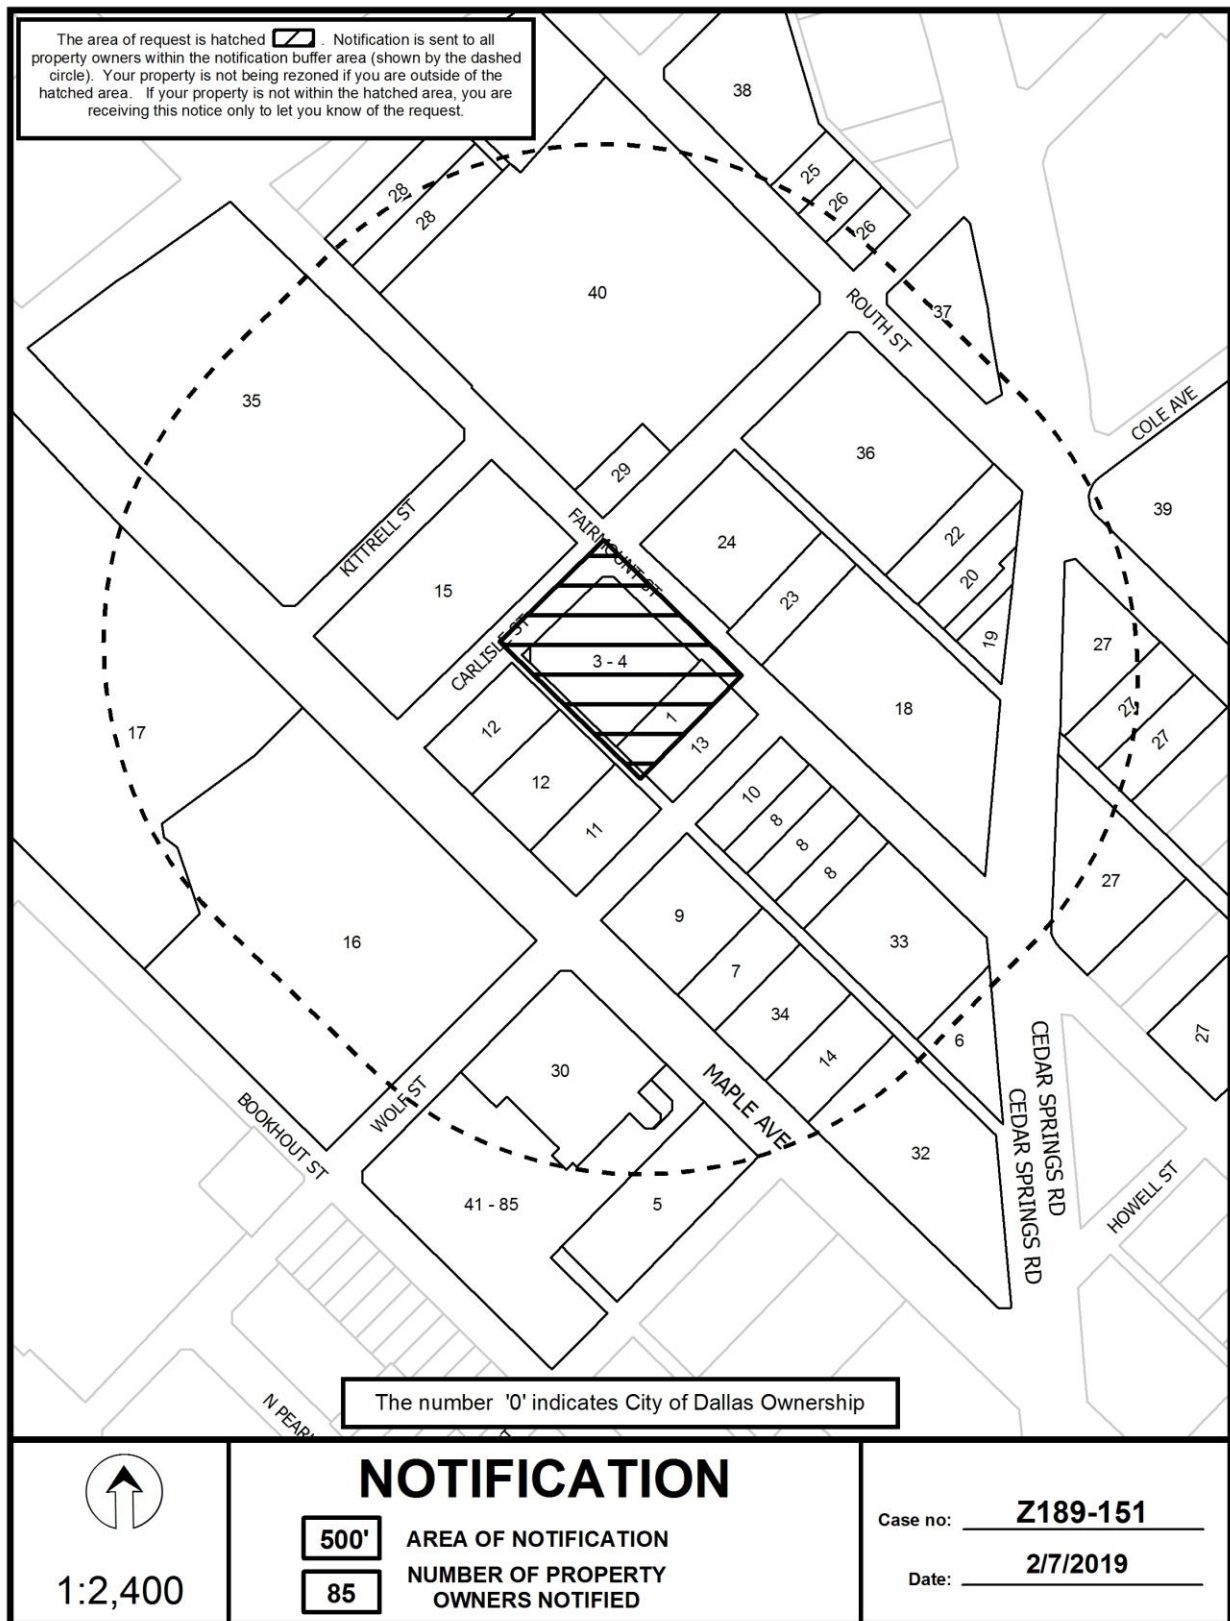 The area of request is hatched . Notification is sent to all
property owners within the notification buffer area (shown by the dashed
circle). Your property is not being rezoned if you are outside of the
hatched area. If your property is not within the hatched area, you are
receiving this notice only to let you know of the request.
38
25
26
26
28
28
40
37
ROUTH ST
35
COLE AVE
36
29
39
KITTRELL ST
FAIRMOUNT ST
24
22
20
15
23
19
27
CARLISLE ST
3 - 4
27
27
18
1
13
12
17
12
10
8
8
8
11
27
9
33
16
7
34
14
6
27
30
MAPLE AVE
WOLF ST
BOOKHOUT ST
CEDAR SPRINGS RD
CEDAR SPRINGS RD
32
HOWELL ST
41 - 85
5
The number '0' indicates City of Dallas Ownership
N PEARL
1:2,400
NOTIFICATION
500' AREA OF NOTIFICATION
85 NUMBER OF PROPERTY
OWNERS NOTIFIED
Case no: Z189-151
Date: 2/7/2019